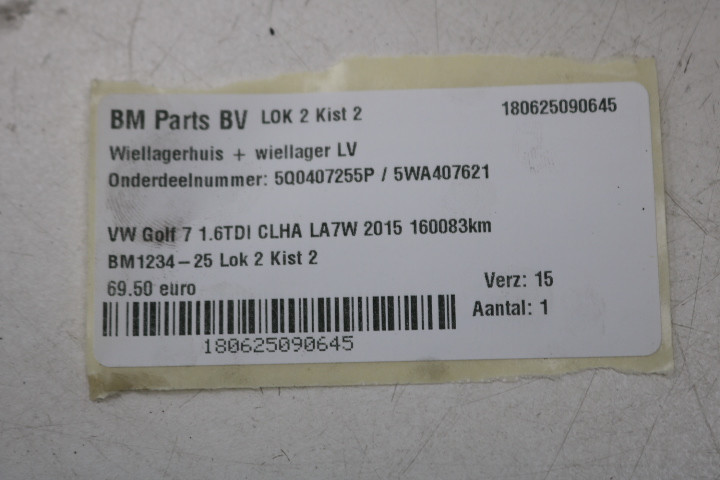 BM Parts BV LOK 2 Kist 2 180625090645
Wiellagerhuis + wiellager LV
Onderdeelnummer: 5Q0407255P / 5WA407621
VW Golf 7 1.6TDI CLHA LA7W 2015 160083km
BM1234-25 Lok 2 Kist 2
69.50 euro Verz: 15
Aantal: 1
180625090645